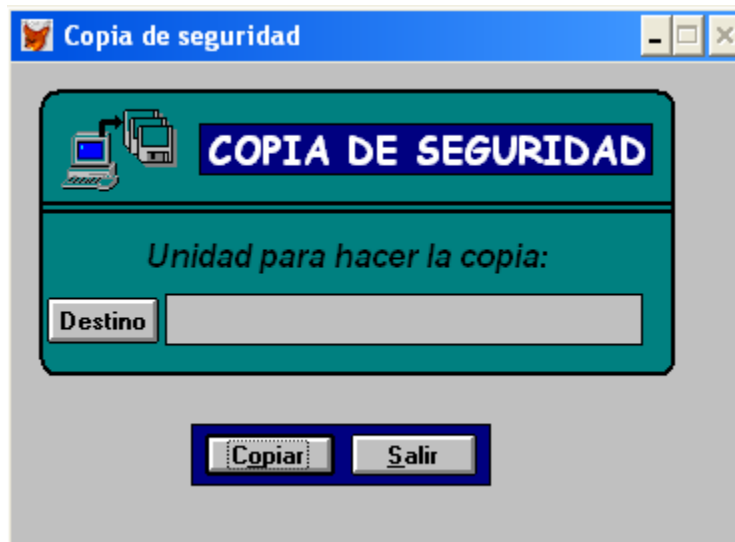 Copia de seguridad
COPIA DE SEGURIDAD
Unidad para hacer la copia:
Destino
Copiar Salir